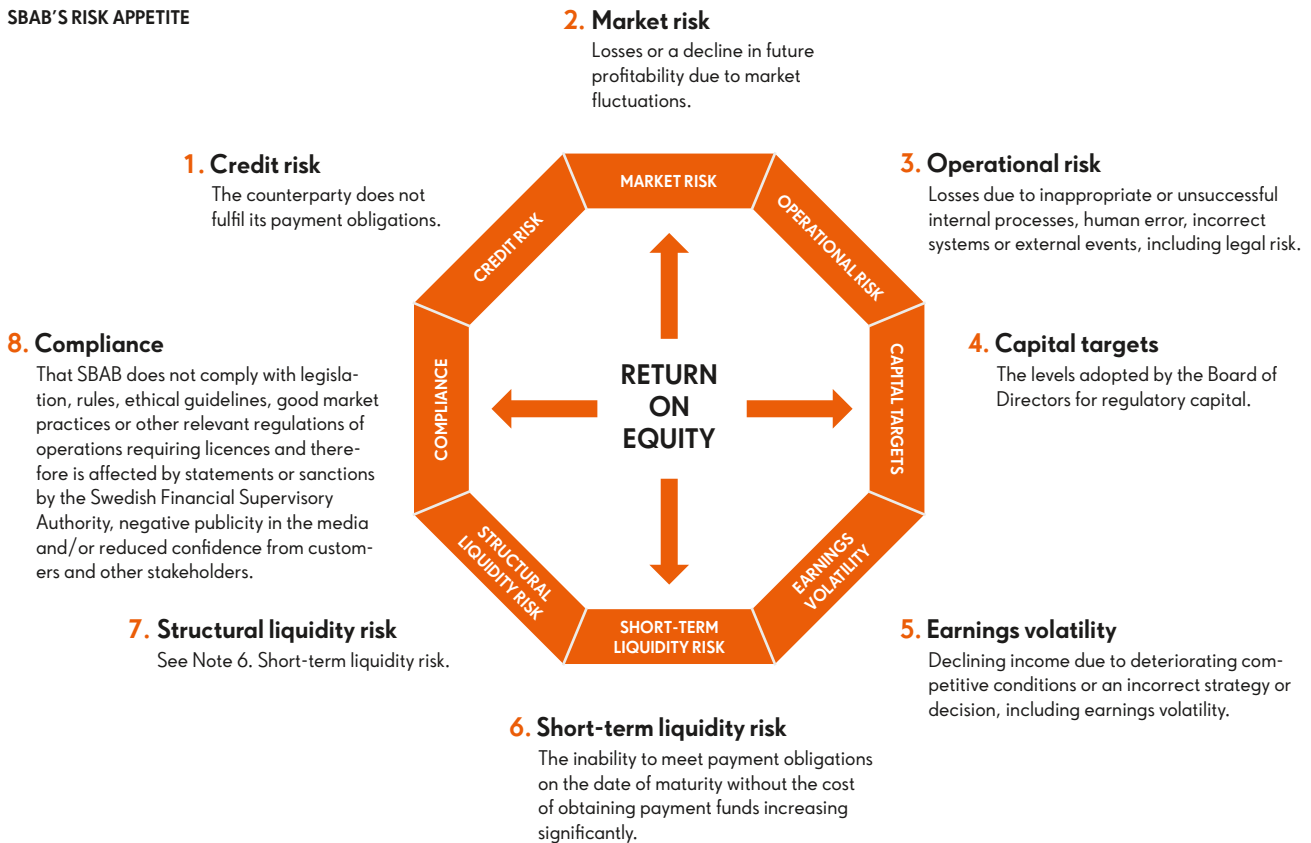 SBAB'S RISK APPETITE
1. Credit risk
The counterparty does not
fulfil its payment obligations.
2. Market risk
Losses or a decline in future
profitability due to market
fluctuations.
3. Operational risk
Losses due to inappropriate or unsuccessful
internal processes, human error, incorrect
systems or external events, including legal risk.
4. Capital targets
The levels adopted by the Board of
Directors for regulatory capital.
5. Earnings volatility
Declining income due to deteriorating com-
petitive conditions or an incorrect strategy or
decision, including earnings volatility.
6. Short-term liquidity risk
The inability to meet payment obligations
on the date of maturity without the cost
of obtaining payment funds increasing
significantly.
7. Structural liquidity risk
See Note 6. Short-term liquidity risk.
8. Compliance
That SBAB does not comply with legisla-
tion, rules, ethical guidelines, good market
practices or other relevant regulations of
operations requiring licences and there-
fore is affected by statements or sanctions
by the Swedish Financial Supervisory
Authority, negative publicity in the media
and/or reduced confidence from custom-
ers and other stakeholders.
CREDIT RISK
MARKET RISK
OPERATIONAL RISK
CAPITAL TARGETS
EARNINGS
VOLATILITY
SHORT-TERM
LIQUIDITY RISK
STRUCTURAL
LIQUIDITY RISK
COMPLIANCE
RETURN
ON
EQUITY